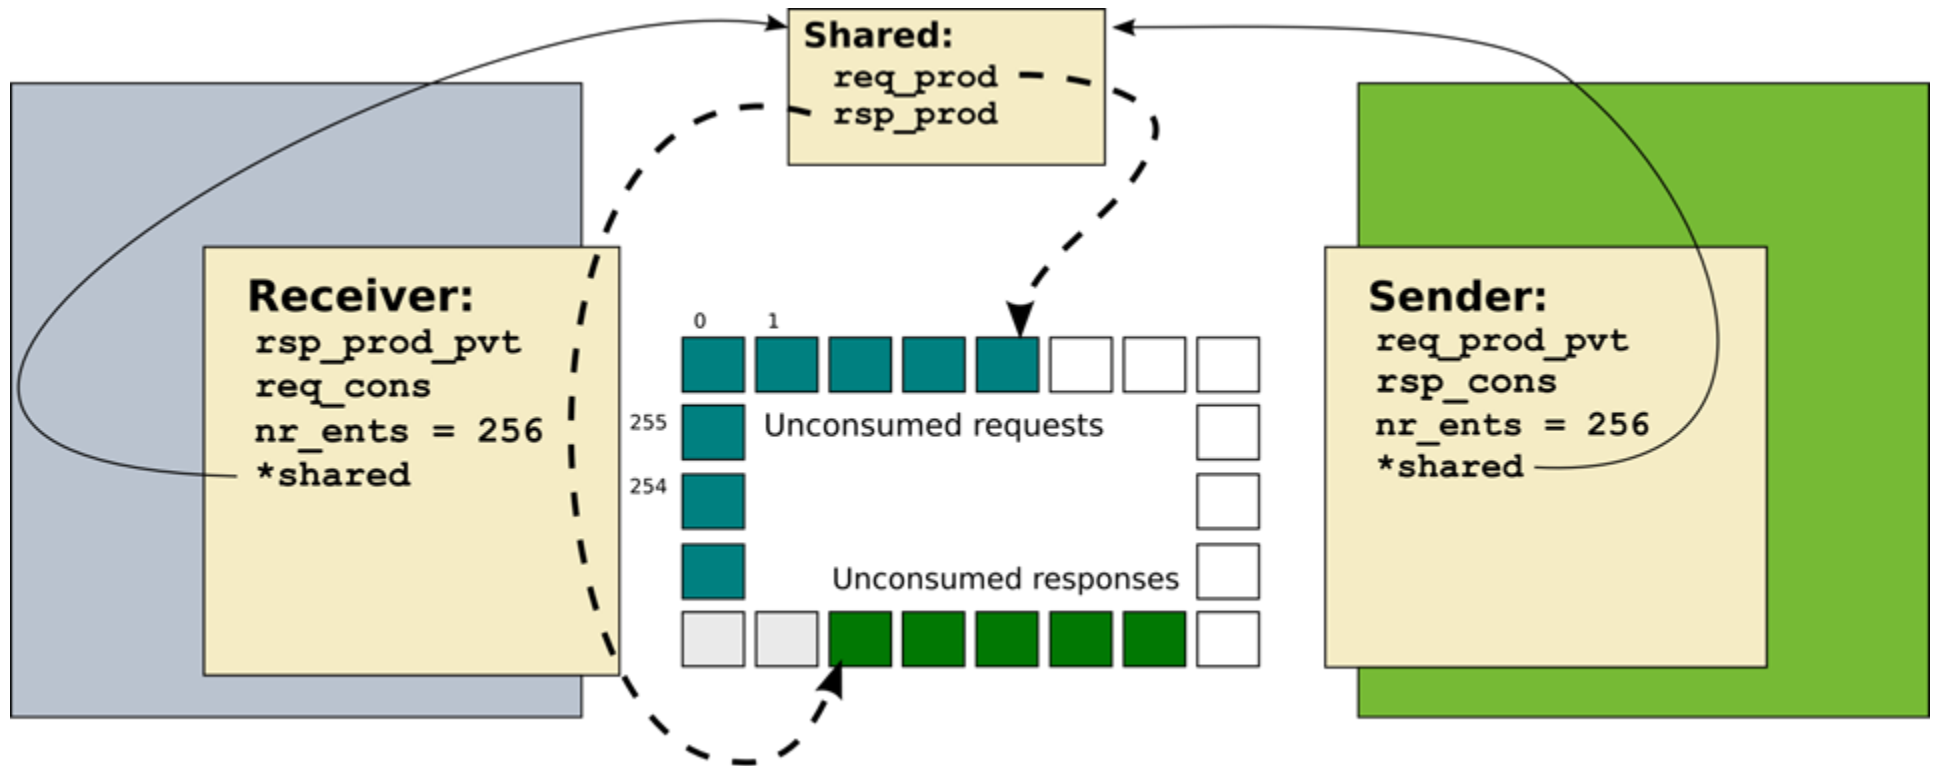 Shared:
req_prod
rsp_prod
Receiver:
rsp_prod_pvt
req_cons
nr_ents = 256
*shared
0 1
255
254
Unconsumed requests
Unconsumed responses
Sender:
req_prod_pvt
rsp_cons
nr_ents = 256
*shared